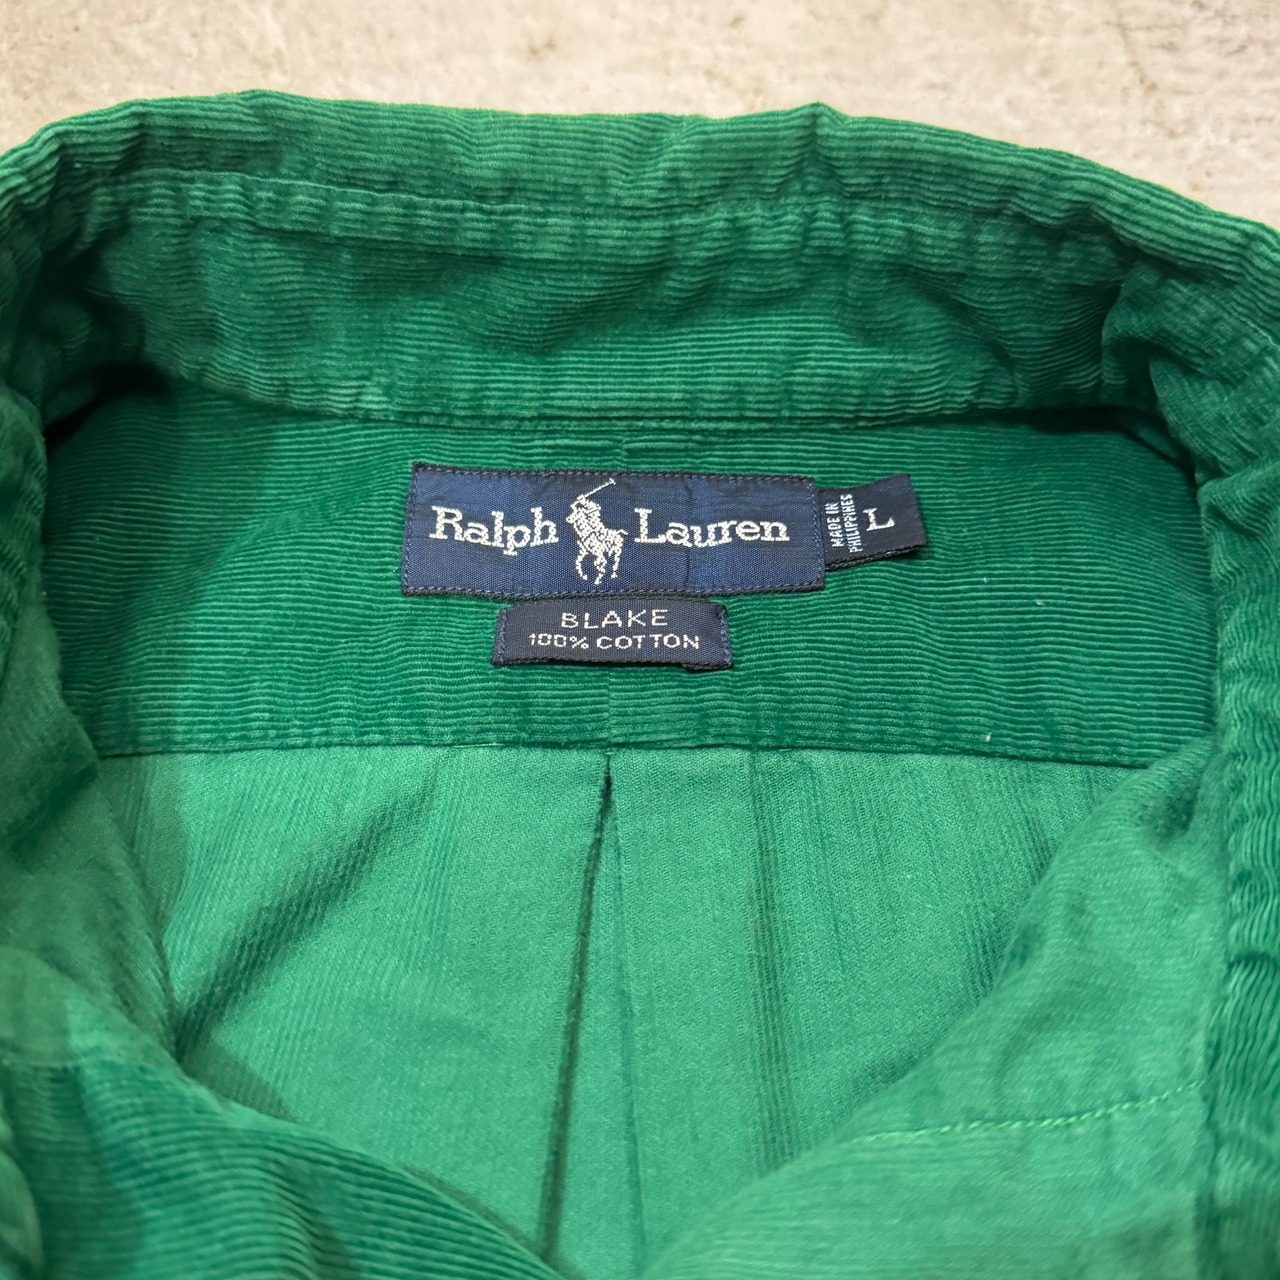 Ralph Lauren
MADE IN
PHILIPPINES
L
BLAKE
100% COTTON